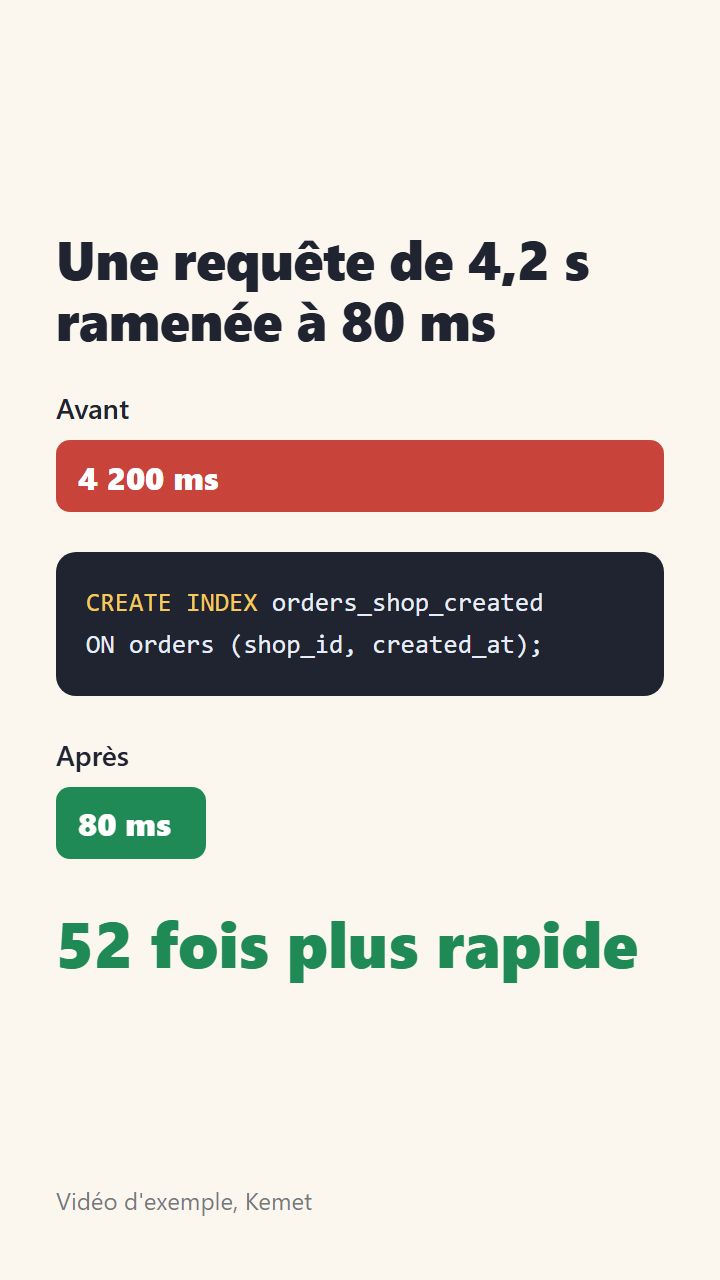 Une requête de 4,2 s
ramenée à 80 ms
Avant
4 200 ms
CREATE INDEX orders_shop_created
ON orders (shop_id, created_at);
Après
80 ms
52 fois plus rapide
Vidéo d'exemple, Kemet